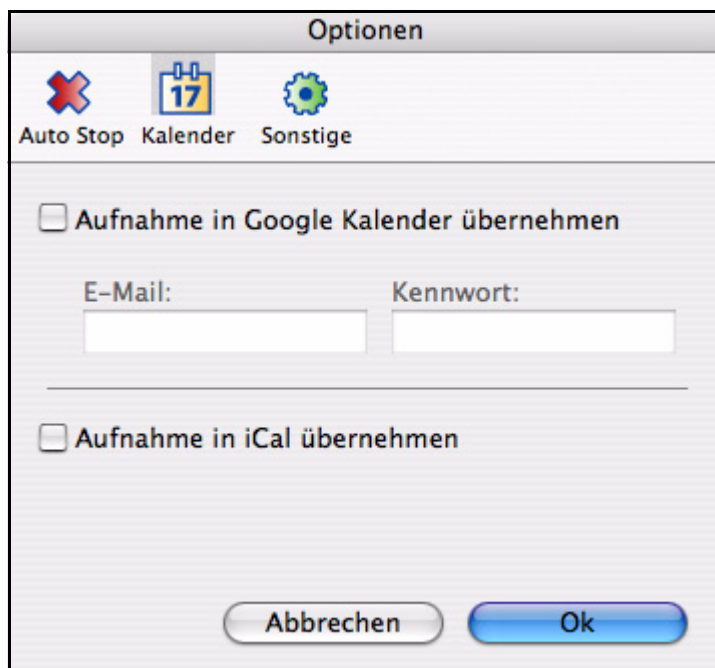 Optionen
17
Auto Stop Kalender Sonstige
Aufnahme in Google Kalender übernehmen
E-Mail: Kennwort:
Aufnahme in iCal übernehmen
Abbrechen Ok